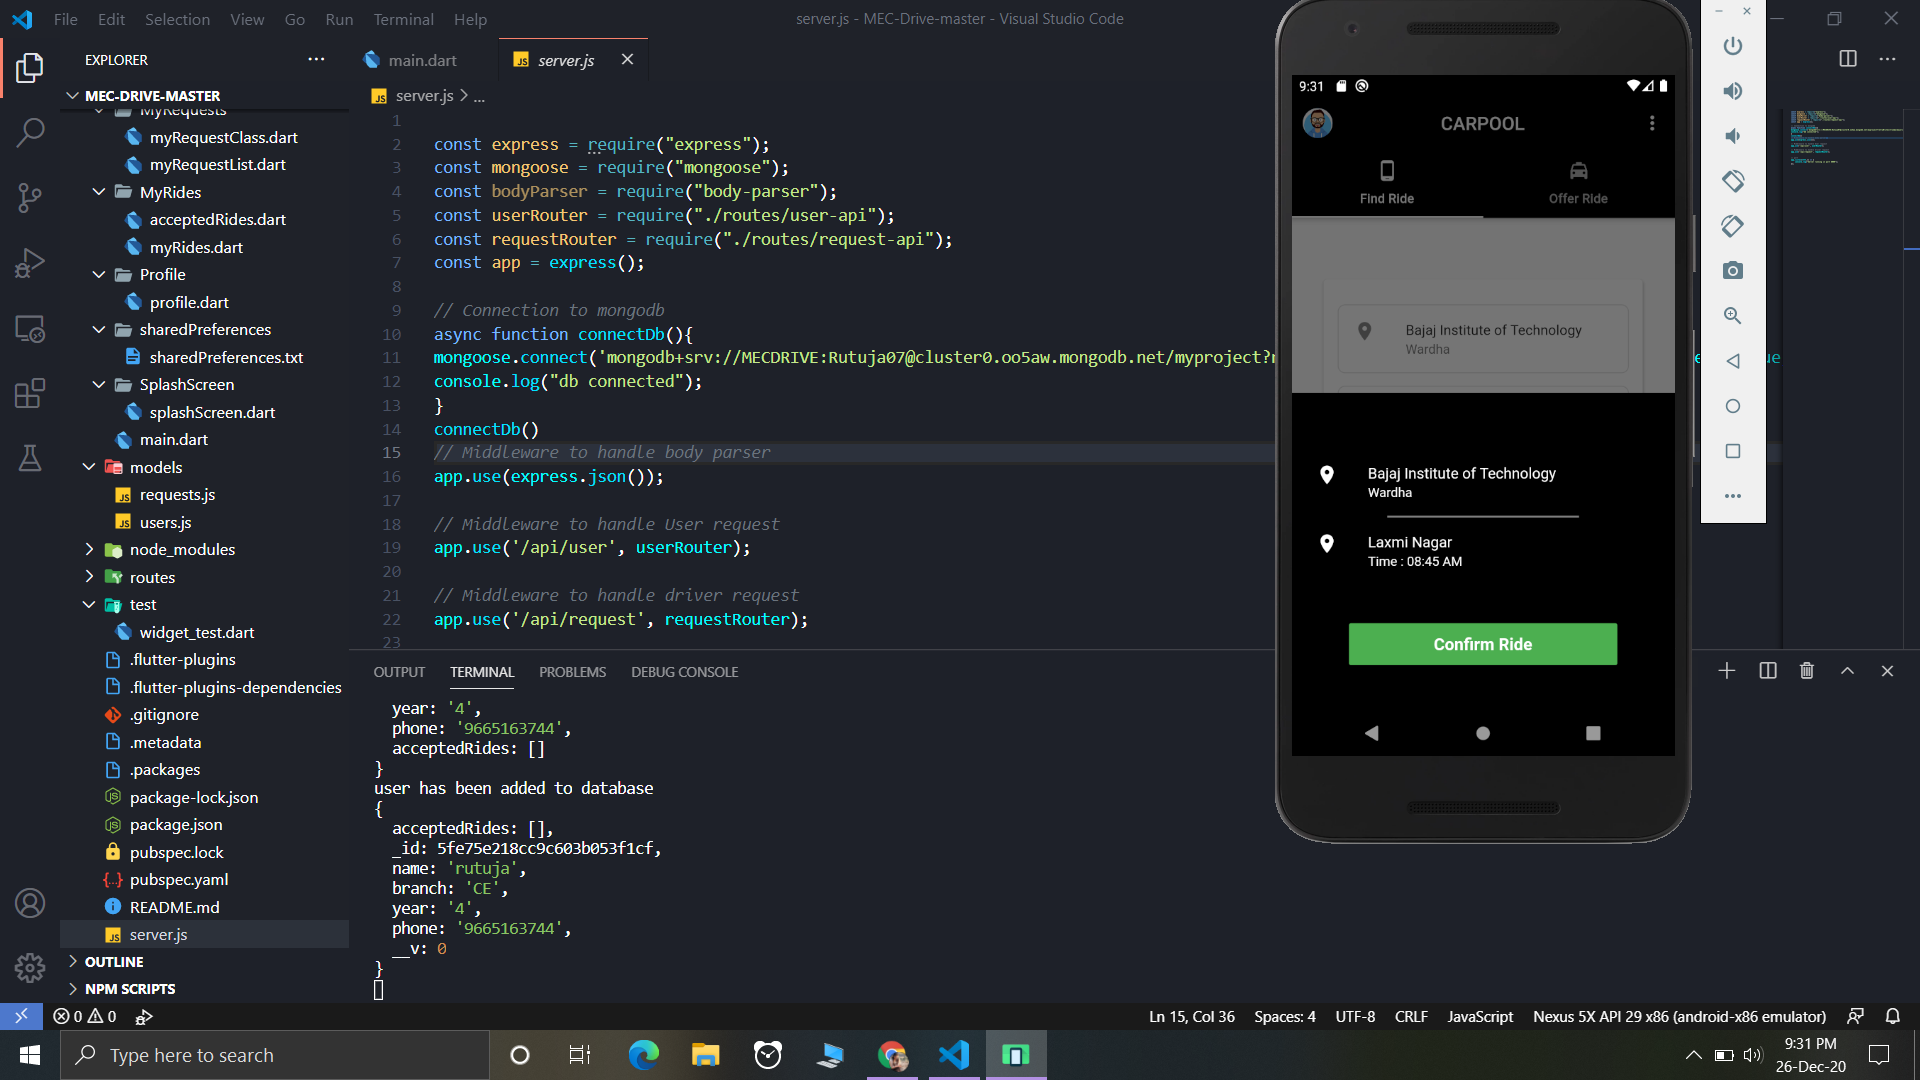 File Edit Selection View Go Run Terminal Help
server.js - MEC-Drive-master - Visual Studio Code
EXPLORER
MEC-DRIVE-MASTER
MyRequests
myRequestClass.dart
myRequestList.dart
MyRides
acceptedRides.dart
myRides.dart
Profile
profile.dart
sharedPreferences
sharedPreferences.txt
SplashScreen
splashScreen.dart
main.dart
models
requests.js
users.js
node_modules
routes
test
widget_test.dart
.flutter-plugins
.flutter-plugins-dependencies
.gitignore
.metadata
.packages
package-lock.json
package.json
pubspec.lock
pubspec.yaml
README.md
server.js
OUTLINE
NPM SCRIPTS
main.dart
server.js
server.js > ...
1
2 const express = require("express");
3 const mongoose = require("mongoose");
4 const bodyParser = require("body-parser");
5 const userRouter = require("./routes/user-api");
6 const requestRouter = require("./routes/request-api");
7 const app = express();
8
9 // Connection to mongodb
10 async function connectDb(){
11 mongoose.connect('mongodb+srv://MECDRIVE:Rutuja07@cluster0.oo5aw.mongodb.net/myproject?r
ue
12 console.log("db connected");
13 }
14 connectDb()
15 // Middleware to handle body parser
16 app.use(express.json());
17
18 // Middleware to handle User request
19 app.use('/api/user', userRouter);
20
21 // Middleware to handle driver request
22 app.use('/api/request', requestRouter);
23
OUTPUT TERMINAL PROBLEMS DEBUG CONSOLE
year: '4',
phone: '9665163744',
acceptedRides: []
}
user has been added to database
{
acceptedRides: [],
_id: 5fe75e218cc9c603b053f1cf,
name: 'rutuja',
branch: 'CE',
year: '4',
phone: '9665163744',
__v: 0
}
9:31
CARPOOL
Find Ride
Offer Ride
Bajaj Institute of Technology
Wardha
Bajaj Institute of Technology
Wardha
Laxmi Nagar
Time : 08:45 AM
Confirm Ride
0 0
Ln 15, Col 36 Spaces: 4 UTF-8 CRLF JavaScript Nexus 5X API 29 x86 (android-x86 emulator)
Type here to search
9:31 PM
26-Dec-20